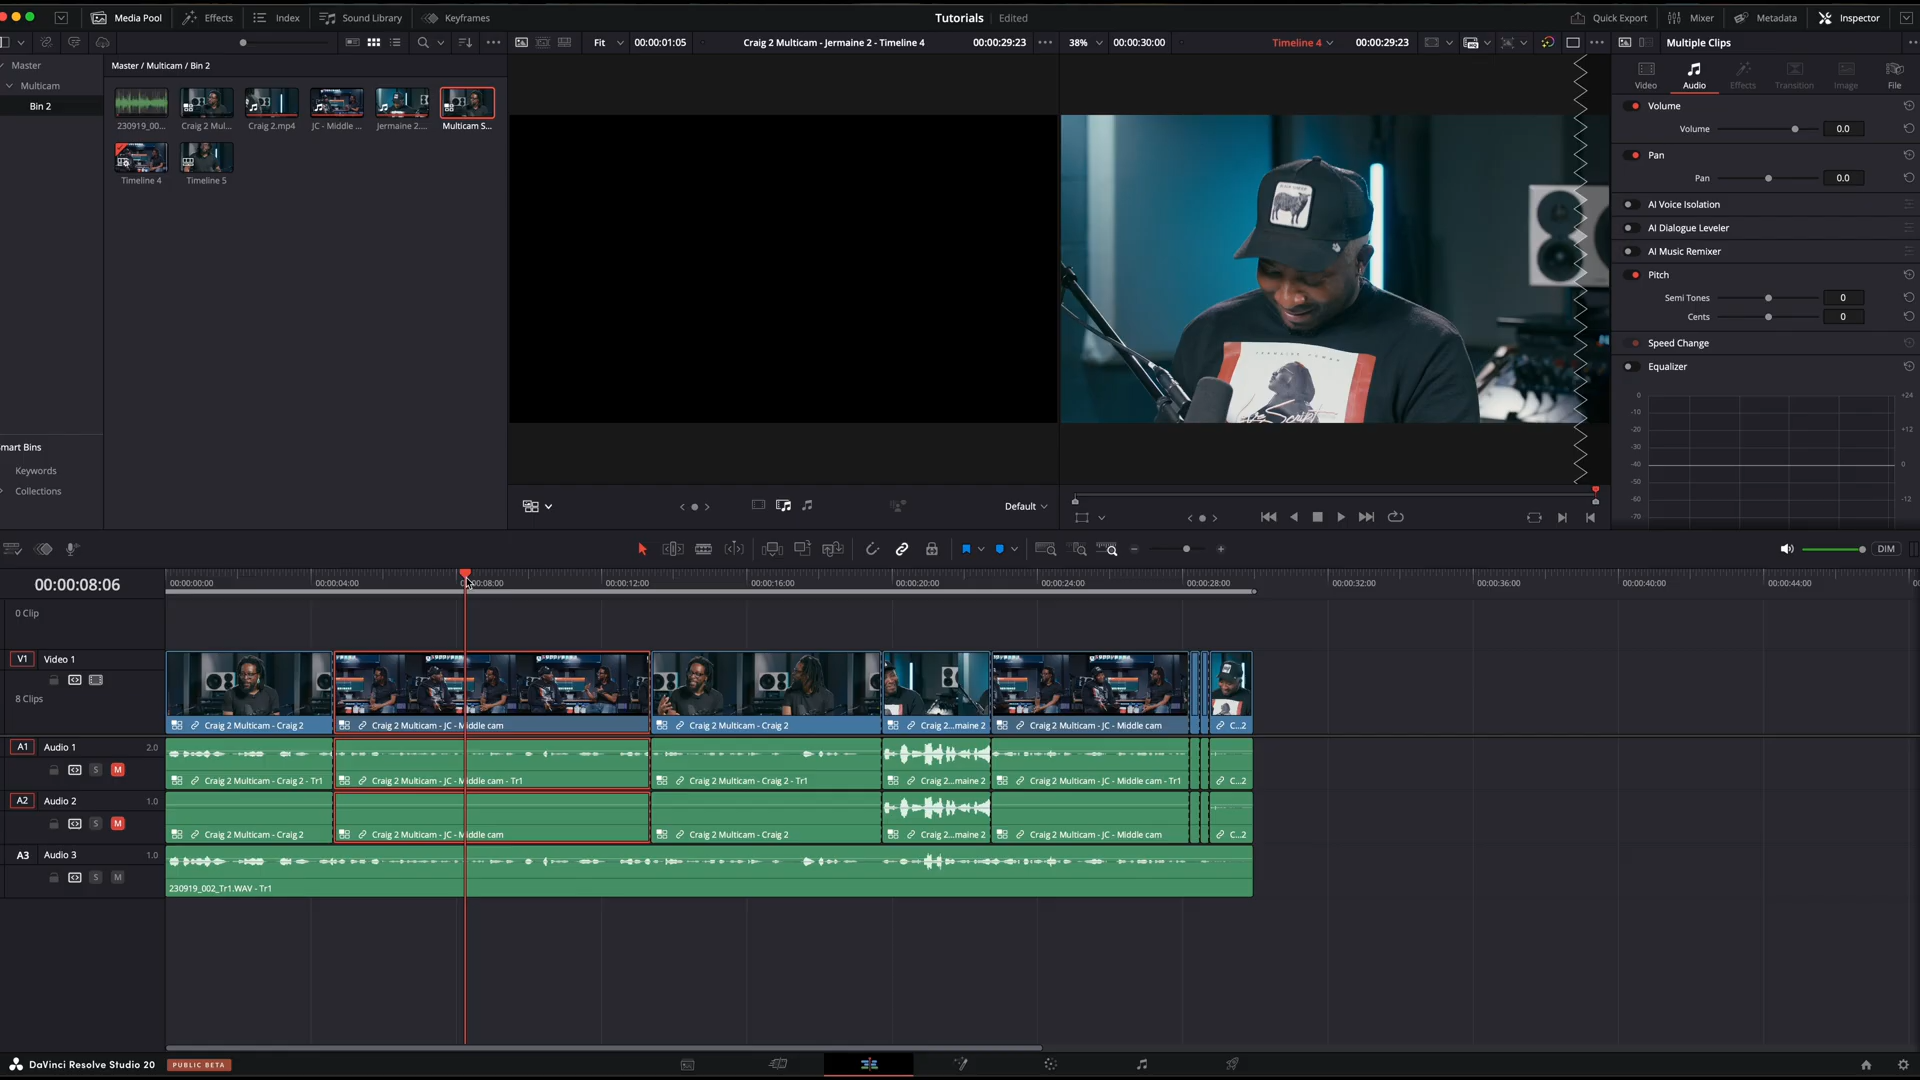 Media Pool
Effects
Index
Sound Library
Keyframes
Tutorials
Edited
Quick Export
Mixer
Metadata
Inspector
Fit
00:00:01:05
Craig 2 Multicam - Jermaine 2 - Timeline 4
00:00:29:23
38%
00:00:30:00
Timeline 4
00:00:29:23
Multiple Clips
Master
Master / Multicam / Bin 2
Multicam
Bin 2
230919_00...
Craig 2 Mul...
Craig 2.mp4
JC - Middle ...
Jermaine 2....
Multicam S...
Timeline 4
Timeline 5
mart Bins
Keywords
Collections
Default
Video
Audio
Effects
Transition
Image
File
Volume
Volume
0.0
Pan
Pan
0.0
AI Voice Isolation
AI Dialogue Leveler
AI Music Remixer
Pitch
Semi Tones
0
Cents
0
Speed Change
Equalizer
0
+24
-10
-20
+12
-30
-40
0
-50
-60
-12
-70
DIM
00:00:08:06
00:00:00:00
00:00:04:00
00:00:08:00
00:00:12:00
00:00:16:00
00:00:20:00
00:00:24:00
00:00:28:00
00:00:32:00
00:00:36:00
00:00:40:00
00:00:44:00
0 Clip
V1
Video 1
8 Clips
Craig 2 Multicam - Craig 2
Craig 2 Multicam - JC - Middle cam
Craig 2 Multicam - Craig 2
Craig 2...maine 2
Craig 2 Multicam - JC - Middle cam
C...2
A1
Audio 1
2.0
S
M
Craig 2 Multicam - Craig 2 - Tr1
Craig 2 Multicam - JC - Middle cam - Tr1
Craig 2 Multicam - Craig 2 - Tr1
Craig 2...maine 2
Craig 2 Multicam - JC - Middle cam - Tr1
C...2
A2
Audio 2
1.0
S
M
Craig 2 Multicam - Craig 2
Craig 2 Multicam - JC - Middle cam
Craig 2 Multicam - Craig 2
Craig 2...maine 2
Craig 2 Multicam - JC - Middle cam
C...2
A3
Audio 3
1.0
S
M
230919_002_Tr1.WAV - Tr1
DaVinci Resolve Studio 20
PUBLIC BETA